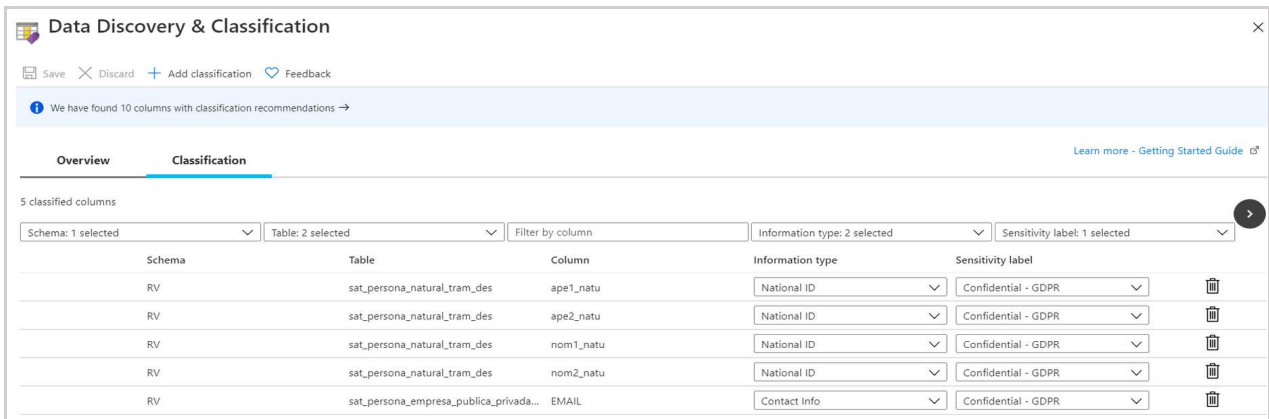 Data Discovery & Classification
Save Discard Add classification Feedback
We have found 10 columns with classification recommendations →
Learn more - Getting Started Guide
Overview Classification
5 classified columns
Schema: 1 selected Table: 2 selected Filter by column Information type: 2 selected Sensitivity label: 1 selected
Schema Table Column Information type Sensitivity label
RV sat_persona_natural_tram_des ape1_natu National ID Confidential - GDPR
RV sat_persona_natural_tram_des ape2_natu National ID Confidential - GDPR
RV sat_persona_natural_tram_des nom1_natu National ID Confidential - GDPR
RV sat_persona_natural_tram_des nom2_natu National ID Confidential - GDPR
RV sat_persona_empresa_publica_privada... EMAIL Contact Info Confidential - GDPR